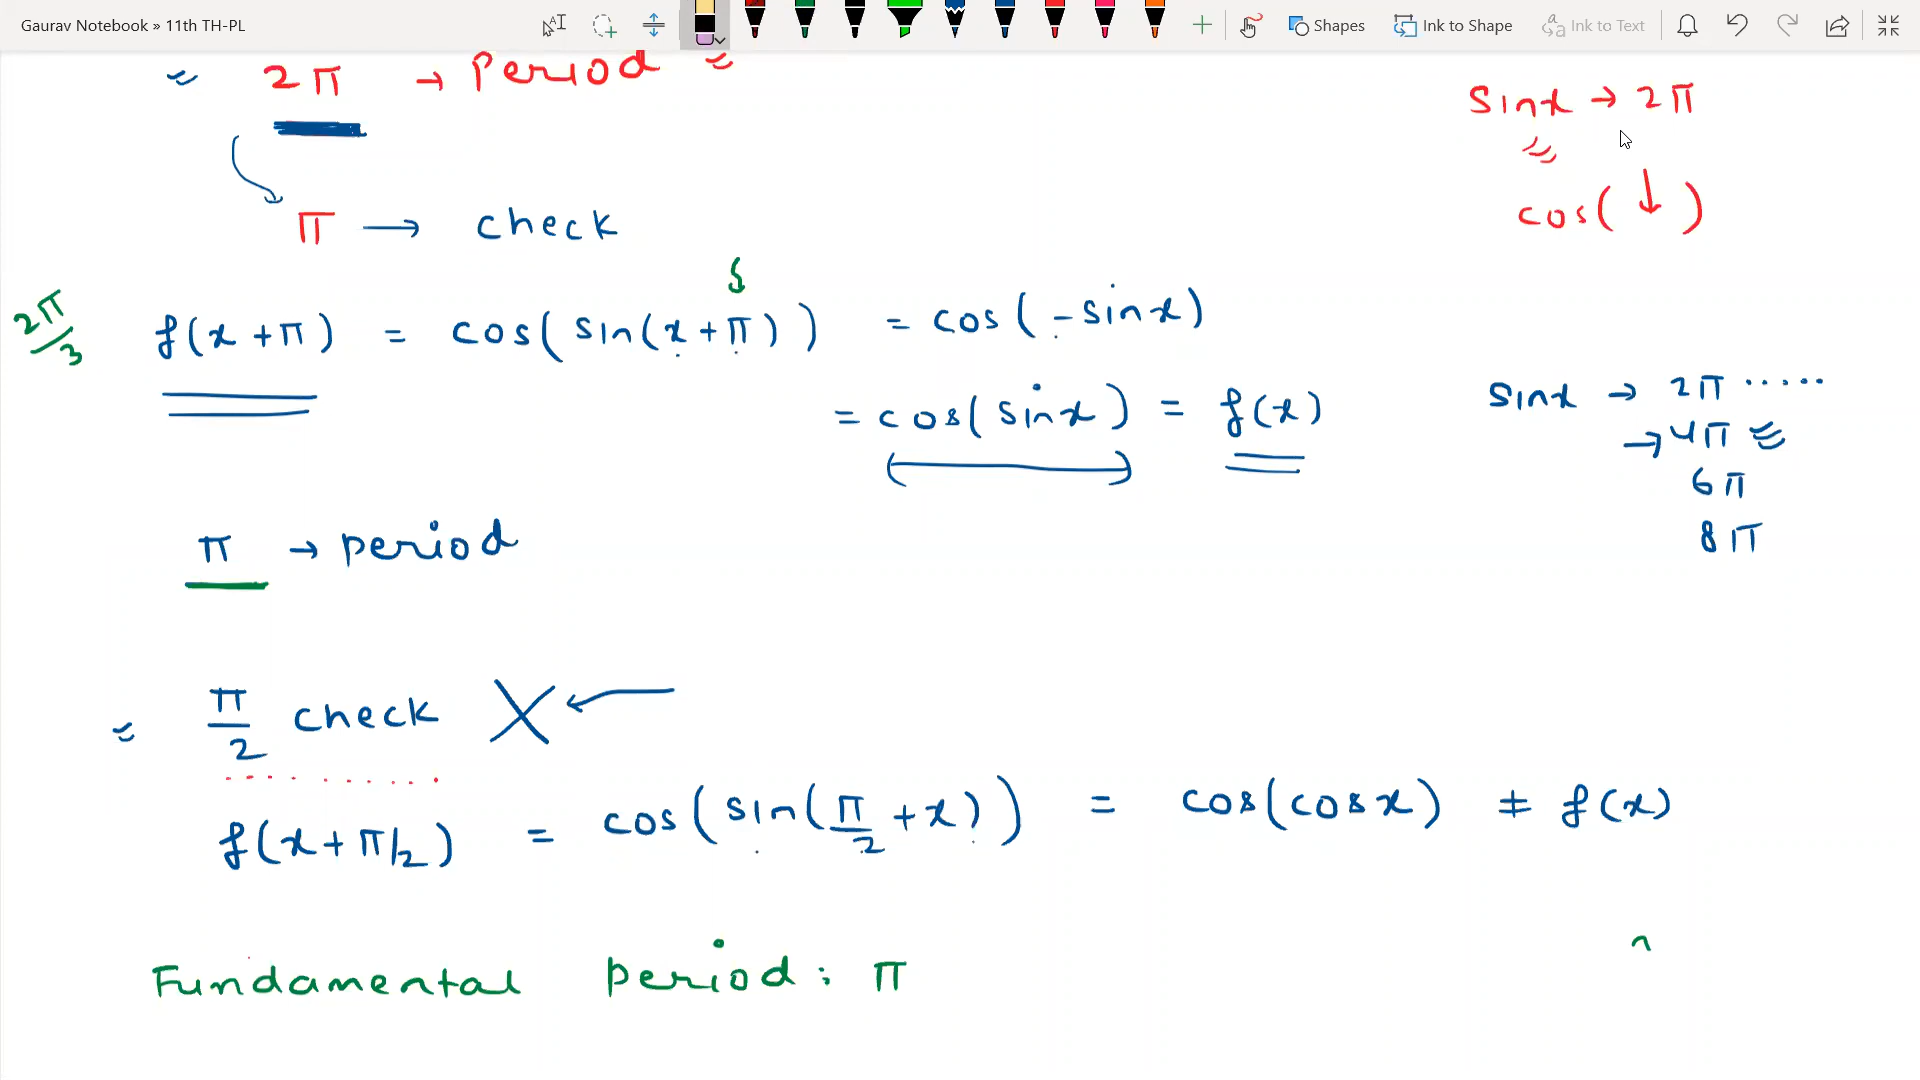 Gaurav Notebook » 11th TH-PL
Shapes
Ink to Shape
Ink to Text
2π → Period
sinx → 2π
cos( ↓ )
π → check
2π/3
f(x+π) = cos(sin(x+π)) = cos(-sinx)
= cos(sinx) = f(x)
sinx → 2π .....
→ 4π
6π
8π
π → period
π/2 check X
f(x+π/2) = cos(sin(π/2+x)) = cos(cosx) ≠ f(x)
Fundamental period: π